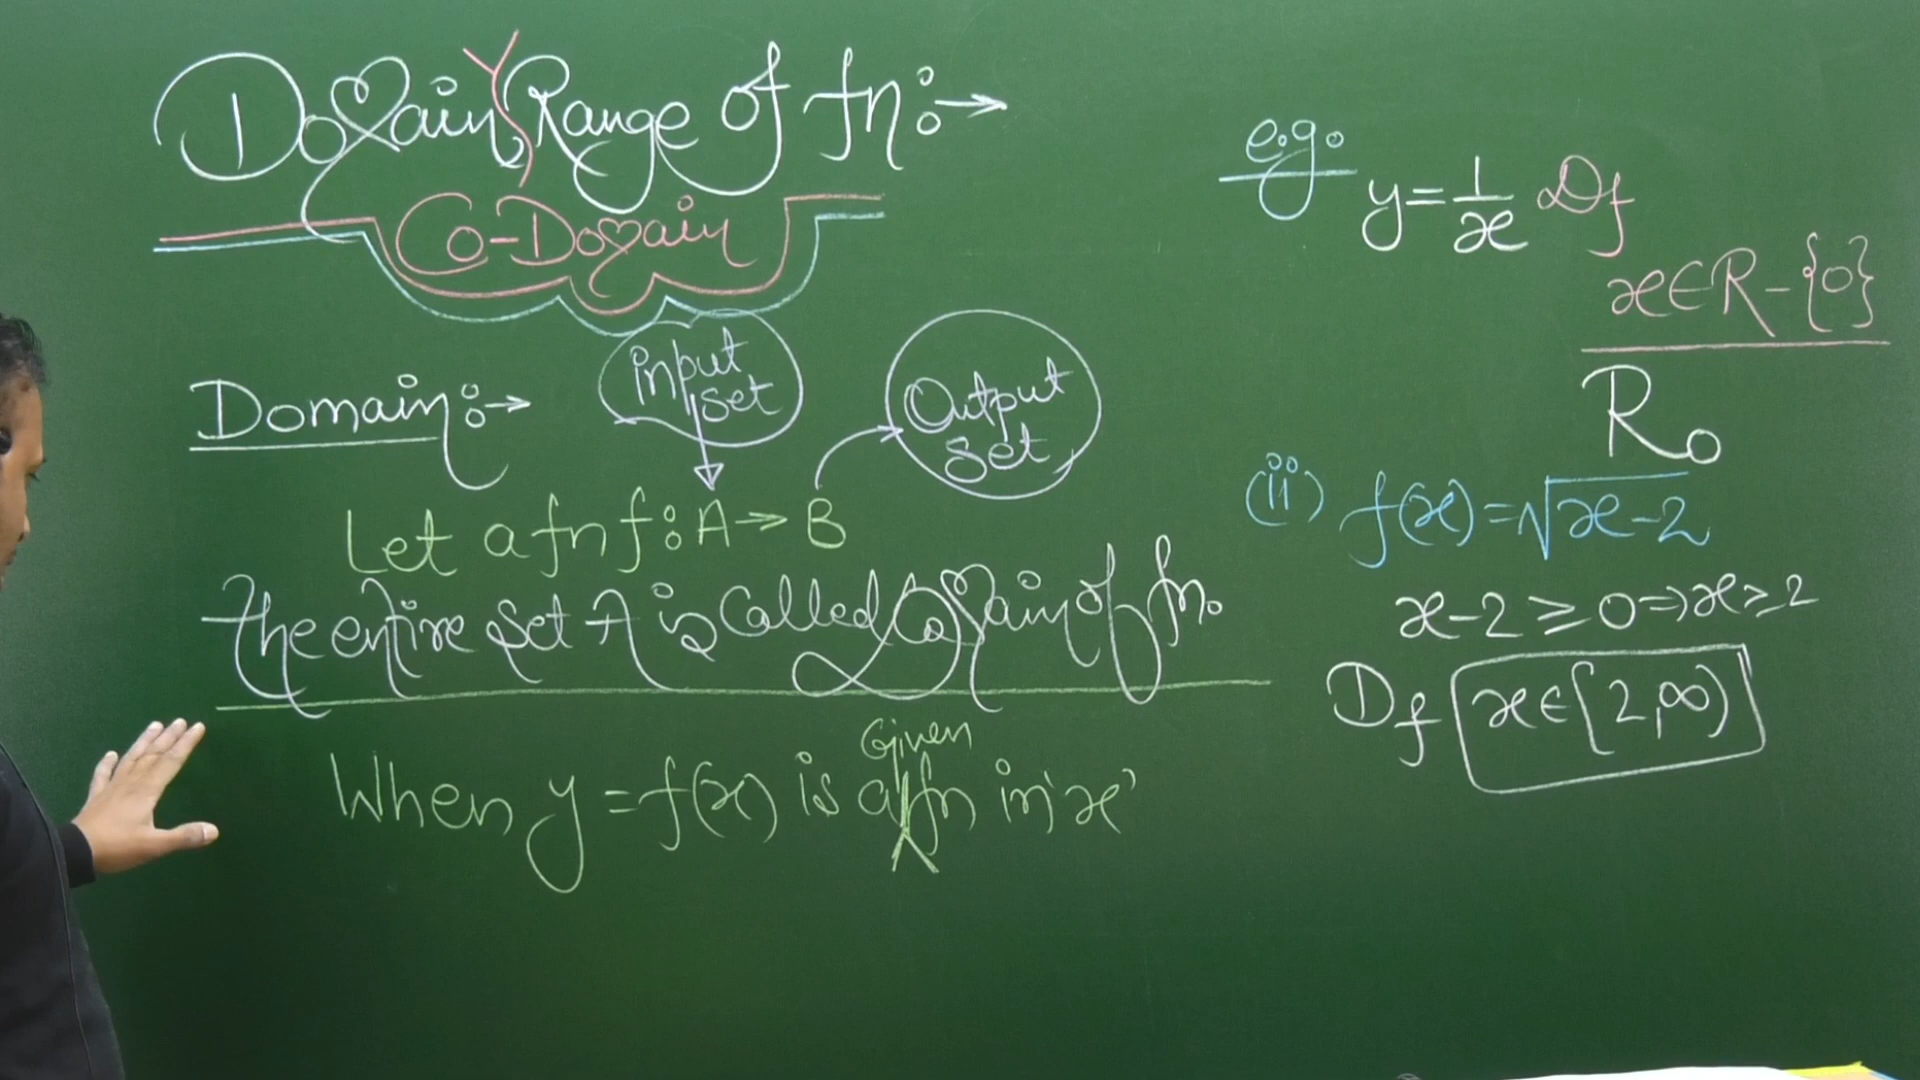 Domain, Range of fn:→
Co-Domain
Domain:→
input set
Output set
Let a fn f: A→B
The entire set A is called Domain of fn.
When y = f(x) is a Given fn in 'x'
e.g.
y = 1/x Df
x∈R-{0}
R₀
(ii) f(x) = √x-2
x-2 ≥ 0 ⇒ x ≥ 2
Df x∈[2,∞)